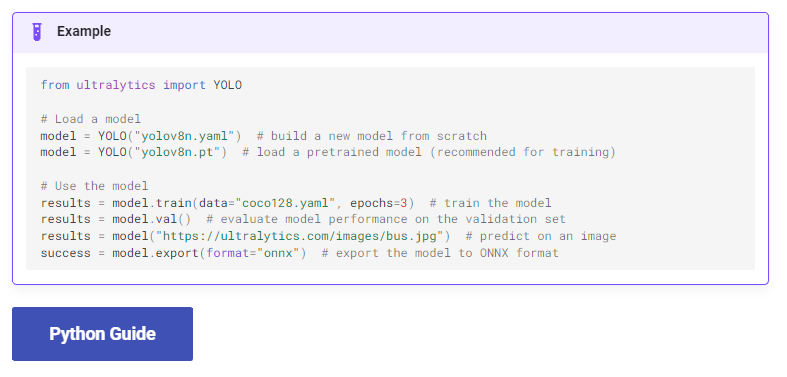 Example
from ultralytics import YOLO
# Load a model
model = YOLO("yolov8n.yaml")  # build a new model from scratch
model = YOLO("yolov8n.pt")  # load a pretrained model (recommended for training)
# Use the model
results = model.train(data="coco128.yaml", epochs=3)  # train the model
results = model.val()  # evaluate model performance on the validation set
results = model("https://ultralytics.com/images/bus.jpg")  # predict on an image
success = model.export(format="onnx")  # export the model to ONNX format
Python Guide